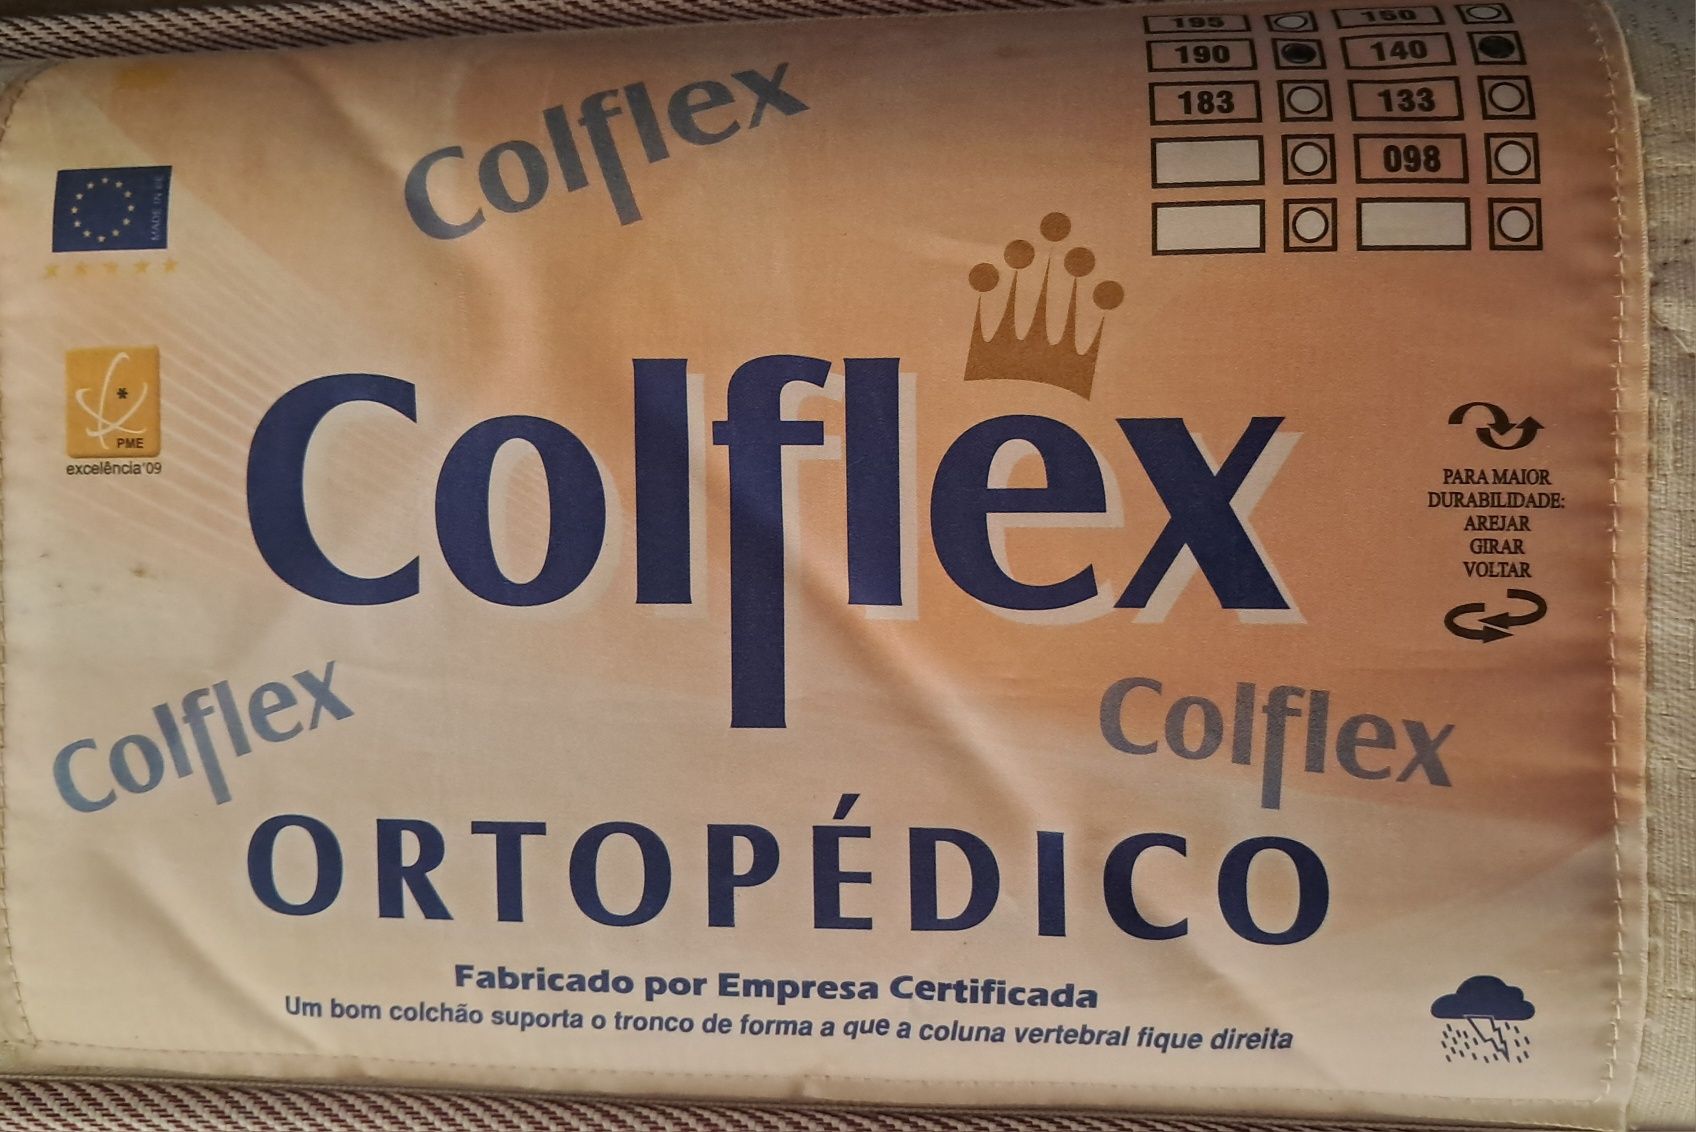 195 150
190 140
183 133
098
Colflex
MADE IN
PME
excelência'09
Colflex
PARA MAIOR
DURABILIDADE:
AREJAR
GIRAR
VOLTAR
Colflex
Colflex
ORTOPÉDICO
Fabricado por Empresa Certificada
Um bom colchão suporta o tronco de forma a que a coluna vertebral fique direita